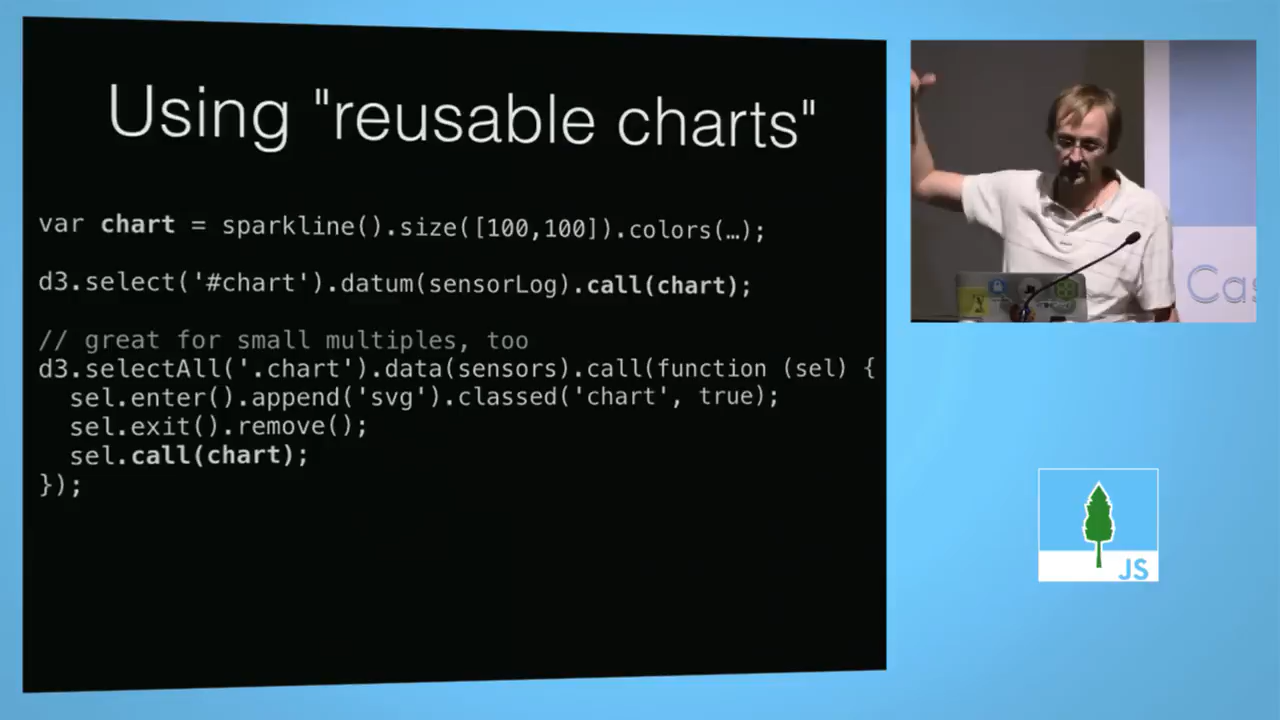 Using "reusable charts"
var chart = sparkline().size([100,100]).colors(…);
d3.select('#chart').datum(sensorLog).call(chart);
// great for small multiples, too
d3.selectAll('.chart').data(sensors).call(function (sel) {
  sel.enter().append('svg').classed('chart', true);
  sel.exit().remove();
  sel.call(chart);
});
Cas
JS